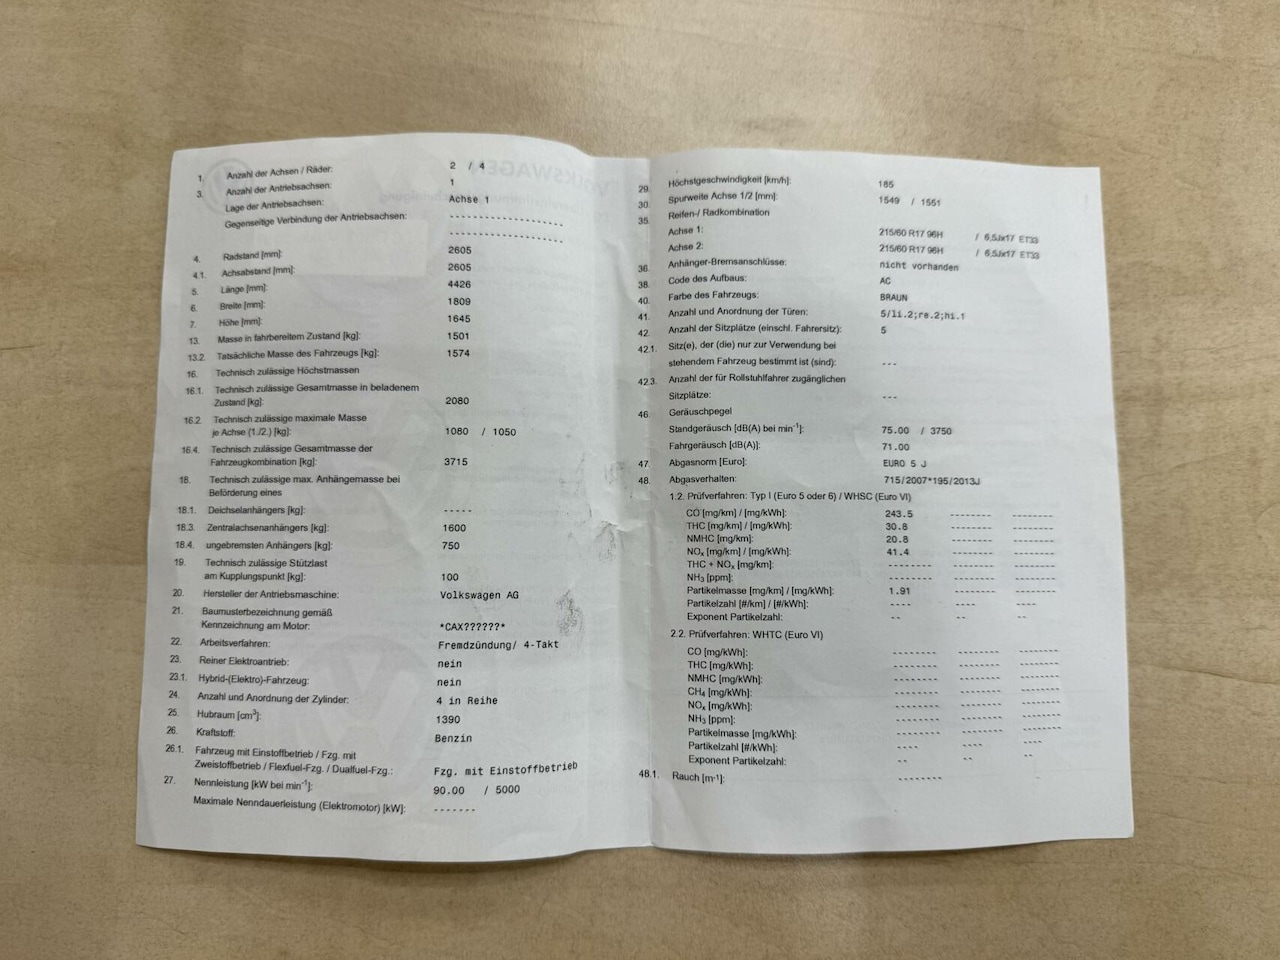 1. Anzahl der Achsen / Räder: 2 / 4
3. Anzahl der Antriebsachsen: 1
Lage der Antriebsachsen: Achse 1
Gegenseitige Verbindung der Antriebsachsen: ------------------
------------------
4. Radstand [mm]: 2605
4.1. Achsabstand [mm]: 2605
5. Länge [mm]: 4426
6. Breite [mm]: 1809
7. Höhe [mm]: 1645
13. Masse in fahrbereitem Zustand [kg]: 1501
13.2. Tatsächliche Masse des Fahrzeugs [kg]: 1574
16. Technisch zulässige Höchstmassen
16.1. Technisch zulässige Gesamtmasse in beladenem
Zustand [kg]: 2080
16.2 Technisch zulässige maximale Masse
je Achse (1./2.) [kg]: 1080 / 1050
16.4. Technisch zulässige Gesamtmasse der
Fahrzeugkombination [kg]: 3715
18. Technisch zulässige max. Anhängemasse bei
Beförderung eines
18.1. Deichselanhängers [kg]: -----
18.3. Zentralachsenanhängers [kg]: 1600
18.4. ungebremsten Anhängers [kg]: 750
19. Technisch zulässige Stützlast
am Kupplungspunkt [kg]: 100
20. Hersteller der Antriebsmaschine: Volkswagen AG
21. Baumusterbezeichnung gemäß
Kennzeichnung am Motor: *CAX??????*
22. Arbeitsverfahren: Fremdzündung/ 4-Takt
23. Reiner Elektroantrieb: nein
23.1. Hybrid-(Elektro)-Fahrzeug: nein
24. Anzahl und Anordnung der Zylinder: 4 in Reihe
25. Hubraum [cm³]: 1390
26. Kraftstoff: Benzin
26.1. Fahrzeug mit Einstoffbetrieb / Fzg. mit
Zweistoffbetrieb / Flexfuel-Fzg. / Dualfuel-Fzg.: Fzg. mit Einstoffbetrieb
27. Nennleistung [kW bei min⁻¹]: 90.00 / 5000
Maximale Nenndauerleistung (Elektromotor) [kW]: -------
29. Höchstgeschwindigkeit [km/h]: 185
30. Spurweite Achse 1/2 [mm]: 1549 / 1551
35. Reifen-/ Radkombination
Achse 1: 215/60 R17 96H / 6,5Jx17 ET33
Achse 2: 215/60 R17 96H / 6,5Jx17 ET33
36. Anhänger-Bremsanschlüsse: nicht vorhanden
38. Code des Aufbaus: AC
40. Farbe des Fahrzeugs: BRAUN
41. Anzahl und Anordnung der Türen: 5/li.2;re.2;hi.1
42. Anzahl der Sitzplätze (einschl. Fahrersitz): 5
42.1. Sitz(e), der (die) nur zur Verwendung bei
stehendem Fahrzeug bestimmt ist (sind): ---
42.3. Anzahl der für Rollstuhlfahrer zugänglichen
Sitzplätze: ---
46. Geräuschpegel
Standgeräusch [dB(A) bei min⁻¹]: 75.00 / 3750
Fahrgeräusch [dB(A)]: 71.00
47. Abgasnorm [Euro]: EURO 5 J
48. Abgasverhalten: 715/2007*195/2013J
1.2. Prüfverfahren: Typ I (Euro 5 oder 6) / WHSC (Euro VI)
CO [mg/km] / [mg/kWh]: 243.5 -------- --------
THC [mg/km] / [mg/kWh]: 30.8 -------- --------
NMHC [mg/km]: 20.8 -------- --------
NOₓ [mg/km] / [mg/kWh]: 41.4 -------- --------
THC + NOₓ [mg/km]: -------- -------- --------
NH₃ [ppm]: -------- -------- --------
Partikelmasse [mg/km] / [mg/kWh]: 1.91 -------- --------
Partikelzahl [#/km] / [#/kWh]: ---- ---- ----
Exponent Partikelzahl: -- -- --
2.2. Prüfverfahren: WHTC (Euro VI)
CO [mg/kWh]: -------- -------- --------
THC [mg/kWh]: -------- -------- --------
NMHC [mg/kWh]: -------- -------- --------
CH₄ [mg/kWh]: -------- -------- --------
NOₓ [mg/kWh]: -------- -------- --------
NH₃ [ppm]: -------- -------- --------
Partikelmasse [mg/kWh]: -------- -------- --------
Partikelzahl [#/kWh]: ---- ---- ----
Exponent Partikelzahl: -- -- --
48.1. Rauch [m⁻¹]: --------